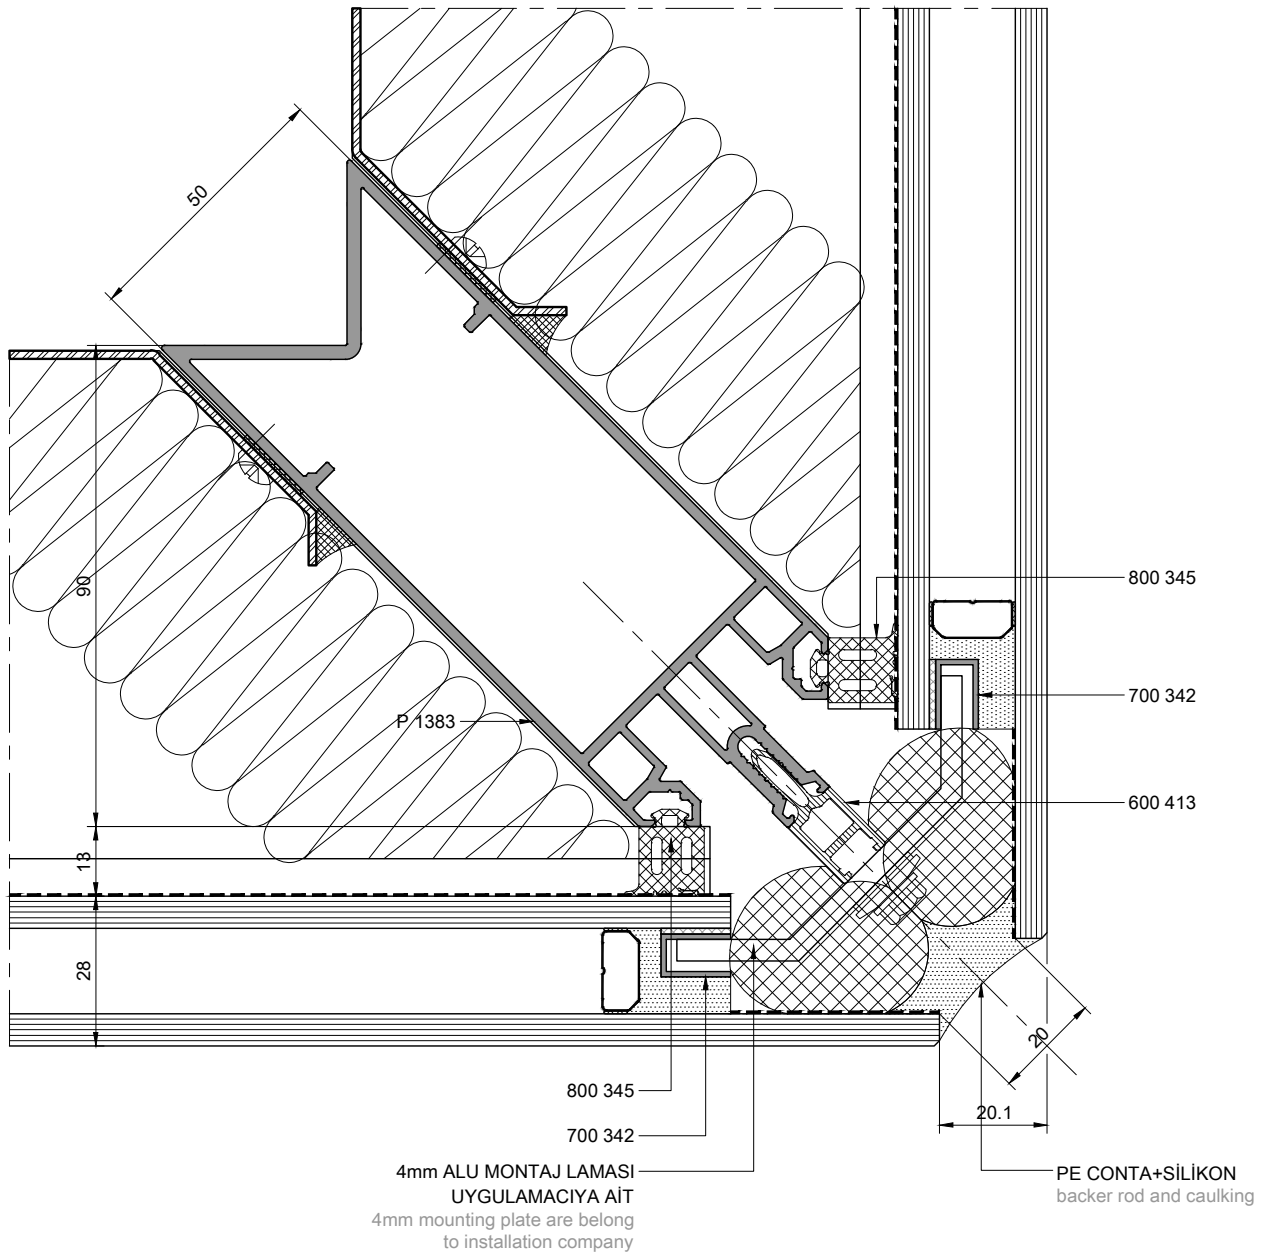 50
90
P 1383
13
28
800 345
700 342
600 413
20
20.1
800 345
700 342
4mm ALU MONTAJ LAMASI
UYGULAMACIYA AİT
4mm mounting plate are belong
to installation company
PE CONTA+SİLİKON
backer rod and caulking